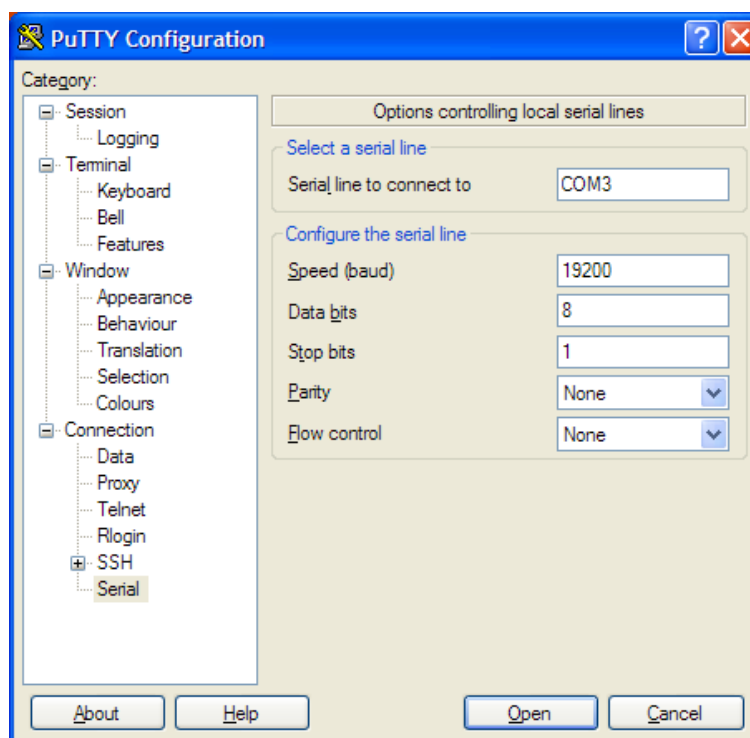 PuTTY Configuration
Category:
Session
Logging
Terminal
Keyboard
Bell
Features
Window
Appearance
Behaviour
Translation
Selection
Colours
Connection
Data
Proxy
Telnet
Rlogin
SSH
Serial
Options controlling local serial lines
Select a serial line
Serial line to connect to COM3
Configure the serial line
Speed (baud) 19200
Data bits 8
Stop bits 1
Parity None
Flow control None
About Help Open Cancel